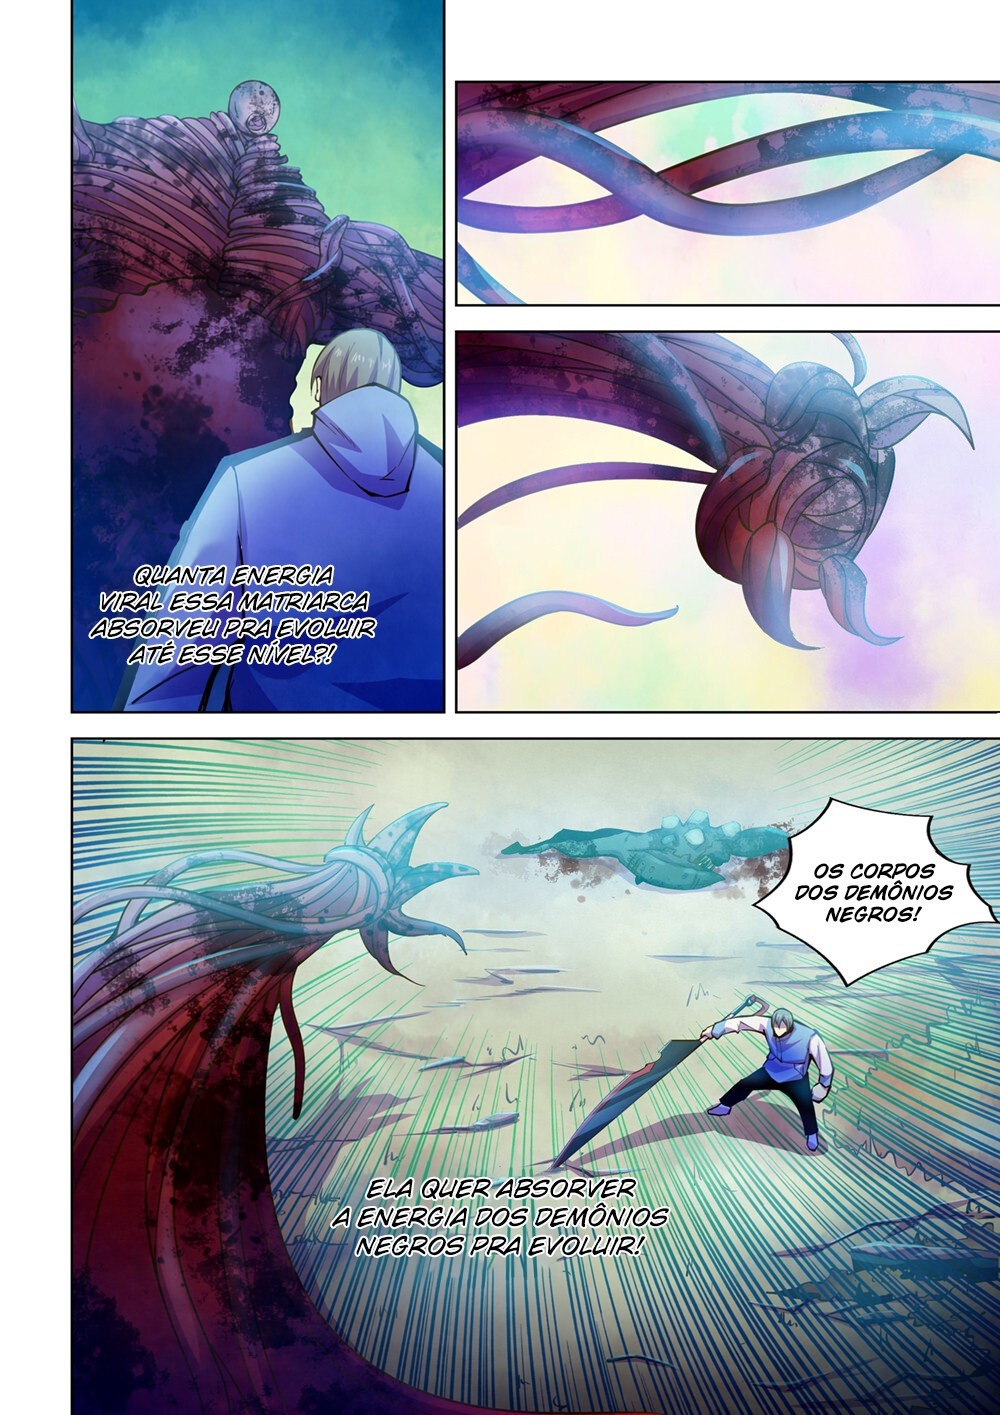 QUANTA ENERGIA
VIRAL ESSA MATRIARCA
ABSORVEU PRA EVOLUIR
ATÉ ESSE NÍVEL?!
OS CORPOS
DOS DEMÔNIOS
NEGROS!
ELA QUER ABSORVER
A ENERGIA DOS DEMÔNIOS
NEGROS PRA EVOLUIR!